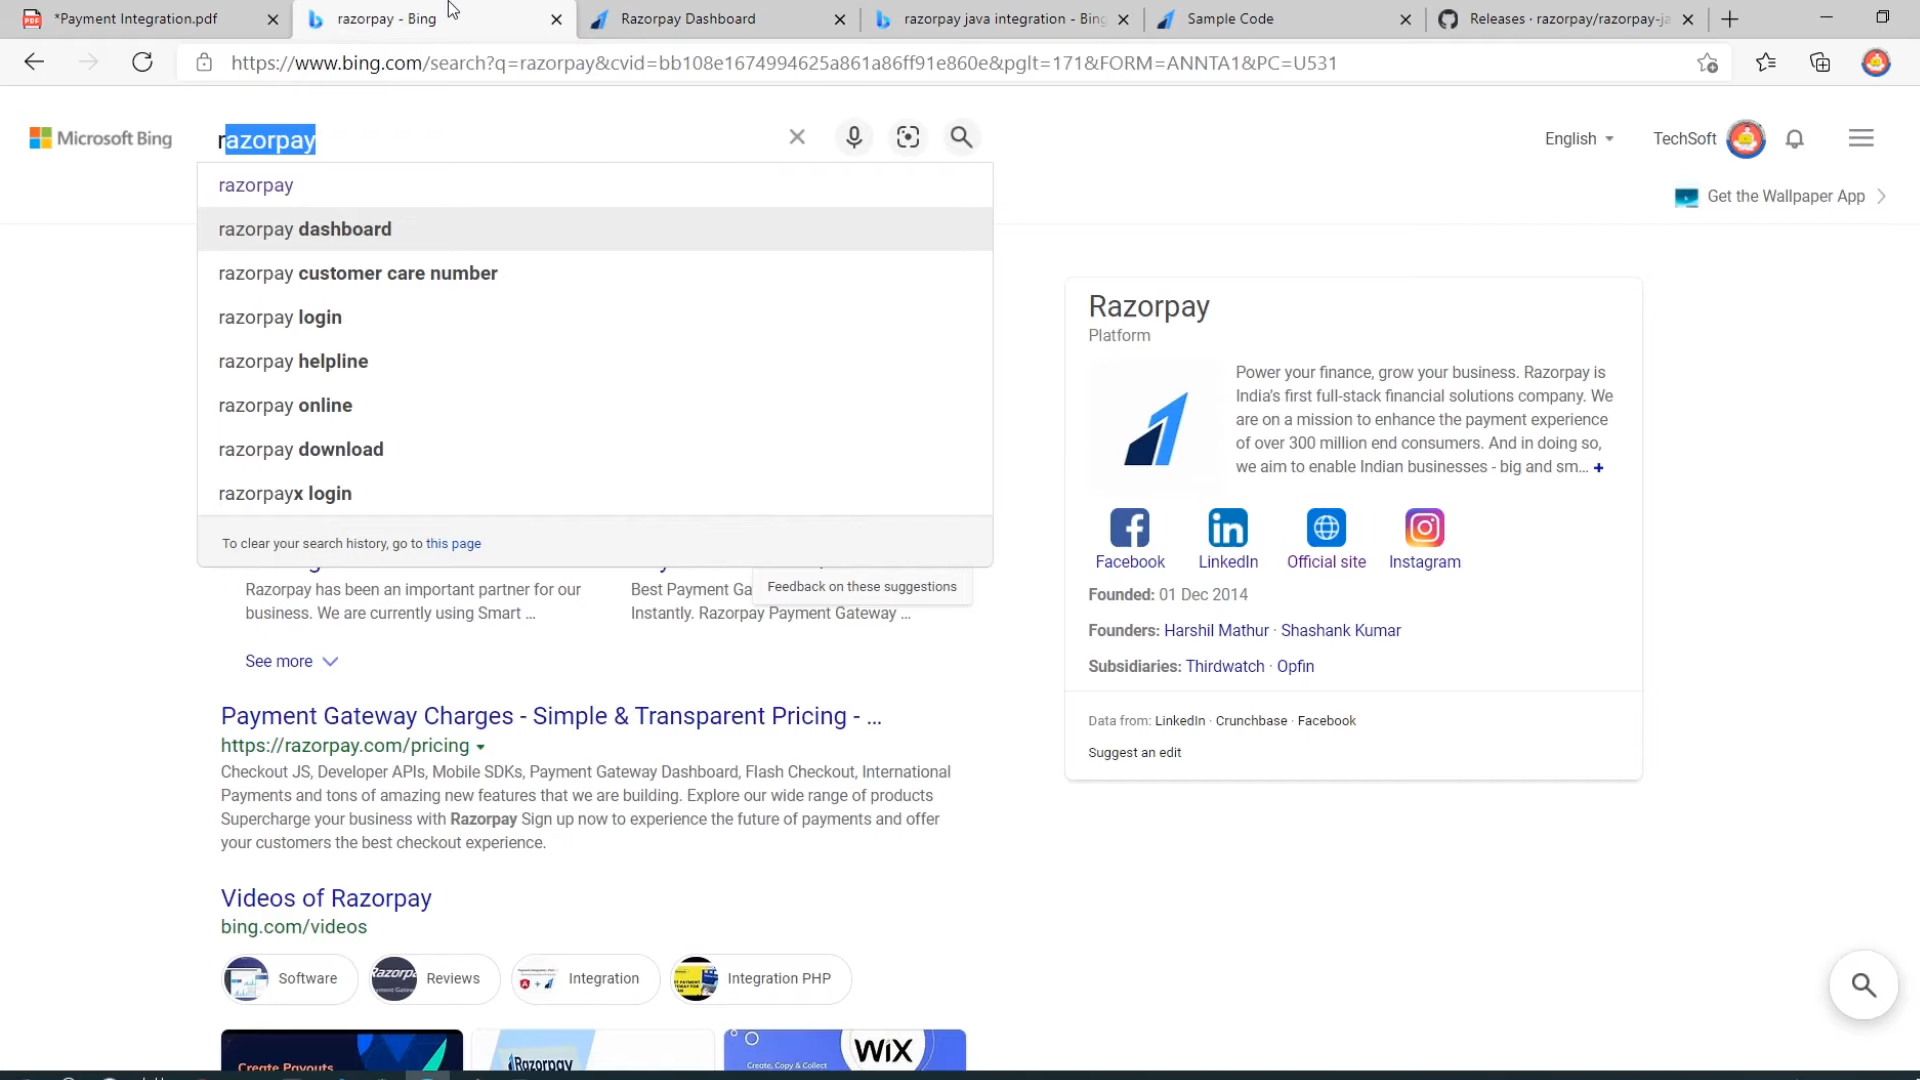 *Payment Integration.pdf
razorpay - Bing
Razorpay Dashboard
razorpay java integration - Bing
Sample Code
Releases · razorpay/razorpay-ja
https://www.bing.com/search?q=razorpay&cvid=bb108e1674994625a861a86ff91e860e&pglt=171&FORM=ANNTA1&PC=U531
Microsoft Bing
razorpay
English
TechSoft
Get the Wallpaper App
razorpay
razorpay dashboard
razorpay customer care number
razorpay login
razorpay helpline
razorpay online
razorpay download
razorpayx login
To clear your search history, go to this page
Feedback on these suggestions
Razorpay has been an important partner for our
business. We are currently using Smart ...
Best Payment Ga
Instantly. Razorpay Payment Gateway ...
See more
Payment Gateway Charges - Simple & Transparent Pricing - ...
https://razorpay.com/pricing
Checkout JS, Developer APIs, Mobile SDKs, Payment Gateway Dashboard, Flash Checkout, International
Payments and tons of amazing new features that we are building. Explore our wide range of products
Supercharge your business with Razorpay Sign up now to experience the future of payments and offer
your customers the best checkout experience.
Videos of Razorpay
bing.com/videos
Software
Reviews
Integration
Integration PHP
Create Payouts
Razorpay
WiX
Create, Copy & Collect
Razorpay
Platform
Power your finance, grow your business. Razorpay is
India's first full-stack financial solutions company. We
are on a mission to enhance the payment experience
of over 300 million end consumers. And in doing so,
we aim to enable Indian businesses - big and sm... +
Facebook
LinkedIn
Official site
Instagram
Founded: 01 Dec 2014
Founders: Harshil Mathur · Shashank Kumar
Subsidiaries: Thirdwatch · Opfin
Data from: LinkedIn · Crunchbase · Facebook
Suggest an edit